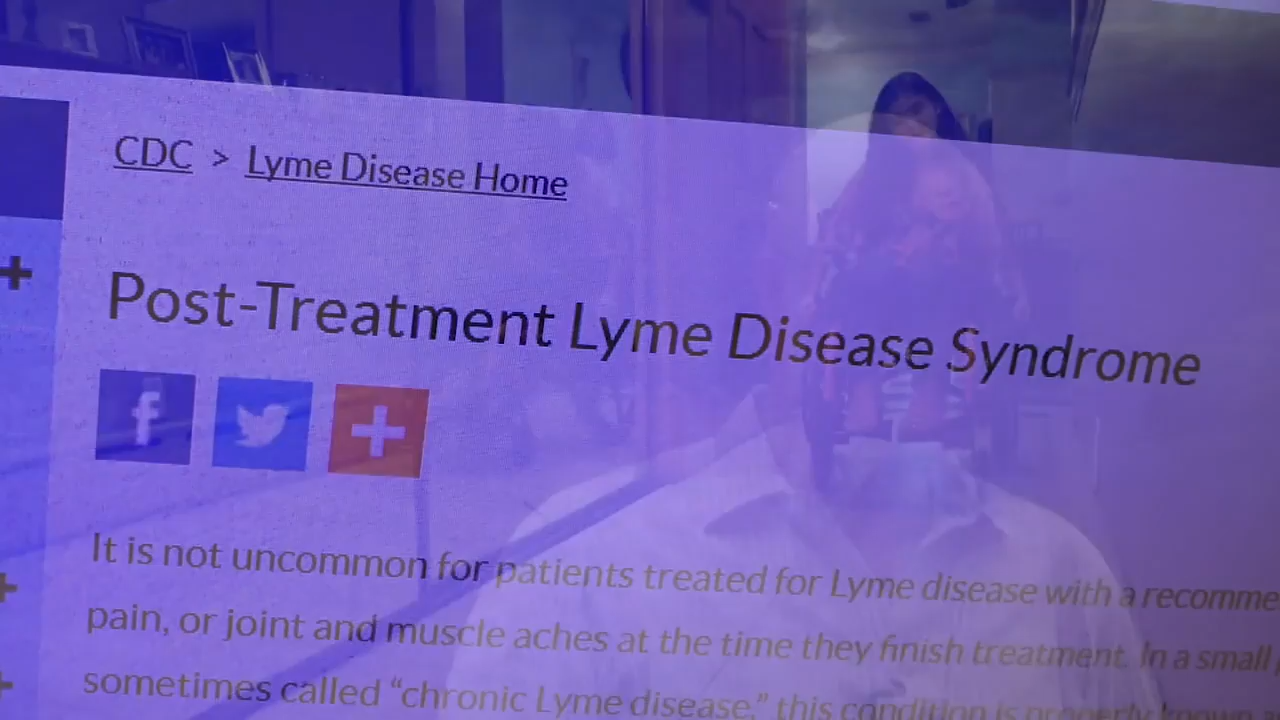 CDC > Lyme Disease Home
Post-Treatment Lyme Disease Syndrome
f
It is not uncommon for patients treated for Lyme disease with a recomme
pain, or joint and muscle aches at the time they finish treatment. In a small
sometimes called “chronic Lyme disease,” this condition is properly known